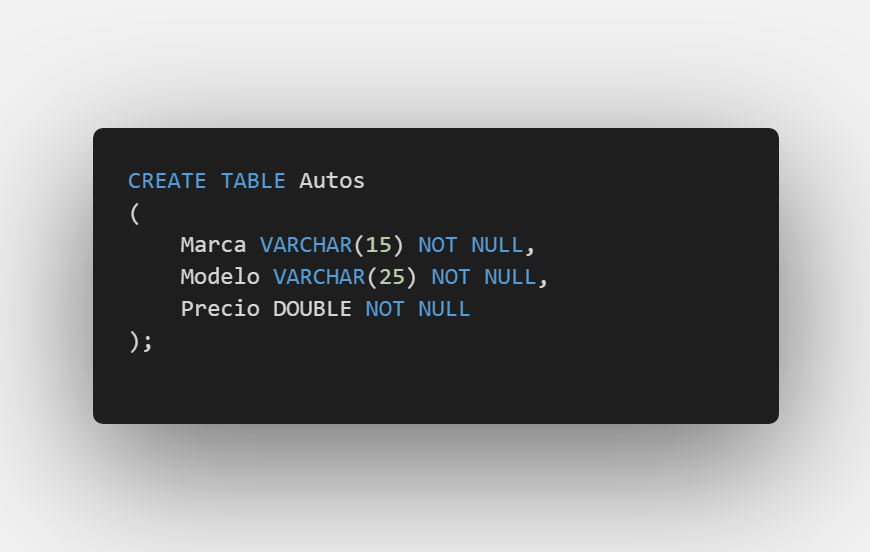 CREATE TABLE Autos
(
    Marca VARCHAR(15) NOT NULL,
    Modelo VARCHAR(25) NOT NULL,
    Precio DOUBLE NOT NULL
);